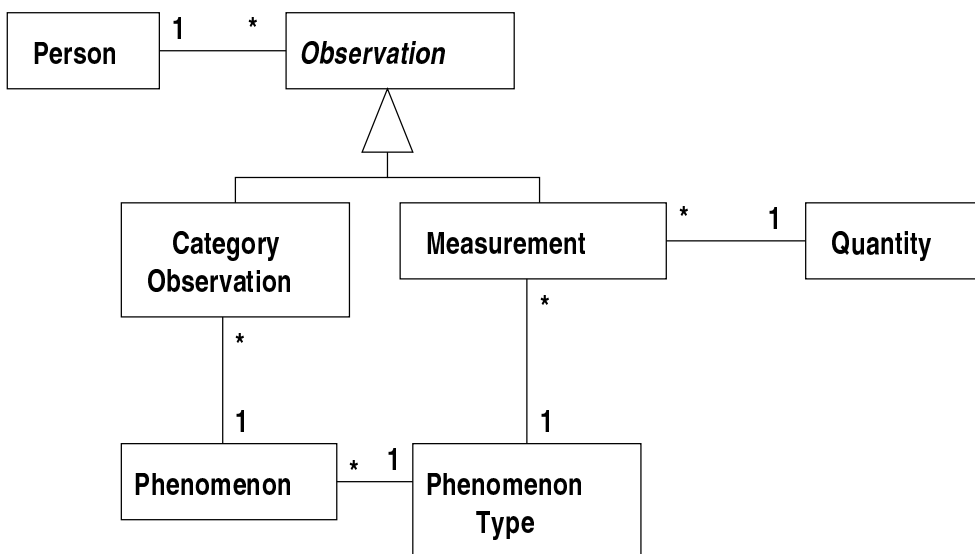 Person
1
*
Observation
Category
Observation
Measurement
*
1
Quantity
*
1
*
1
Phenomenon
*
1
Phenomenon
Type